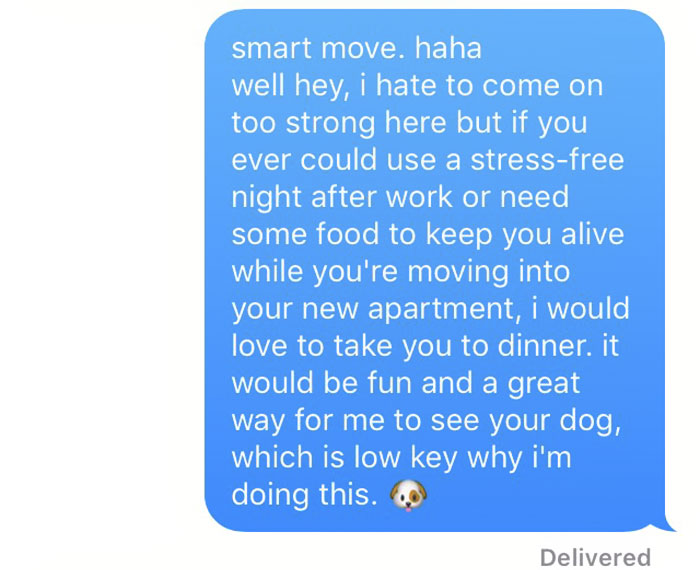 smart move. haha
well hey, i hate to come on
too strong here but if you
ever could use a stress-free
night after work or need
some food to keep you alive
while you're moving into
your new apartment, i would
love to take you to dinner. it
would be fun and a great
way for me to see your dog,
which is low key why i'm
doing this. 🐶
Delivered